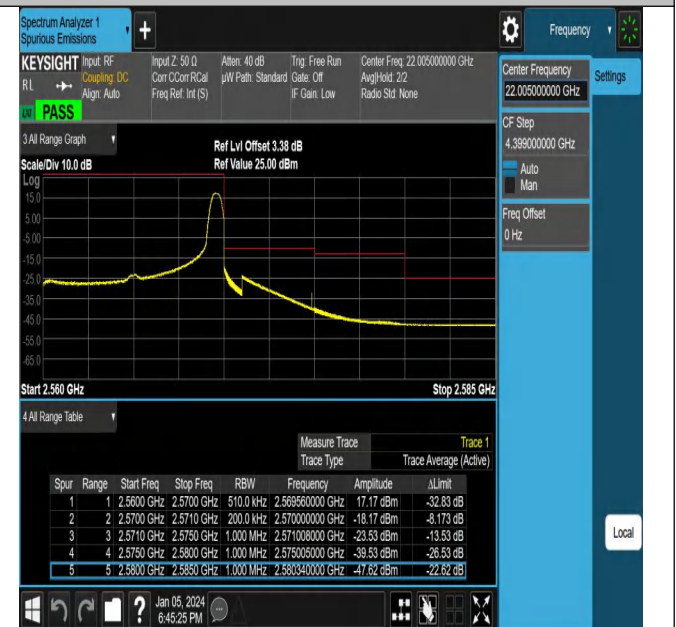 Spectrum Analyzer 1
Spurious Emissions
Frequency
KEYSIGHT Input: RF Input Z: 50 Ω Atten: 40 dB Trig: Free Run Center Freq: 22.005000000 GHz
RL Coupling: DC Corr CCorr RCal µW Path: Standard Gate: Off Avg|Hold: 2/2
Align: Auto Freq Ref: Int (S) IF Gain: Low Radio Std: None
PASS
Center Frequency
22.005000000 GHz
Settings
CF Step
4.399000000 GHz
Auto
Man
Freq Offset
0 Hz
3 All Range Graph
Ref Lvl Offset 3.38 dB
Scale/Div 10.0 dB Ref Value 25.00 dBm
Log
15.0
5.00
-5.00
-15.0
-25.0
-35.0
-45.0
-55.0
-65.0
Start 2.560 GHz Stop 2.585 GHz
4 All Range Table
Measure Trace Trace 1
Trace Type Trace Average (Active)
Spur Range Start Freq Stop Freq RBW Frequency Amplitude ΔLimit
1 1 2.5600 GHz 2.5700 GHz 510.0 kHz 2.569560000 GHz 17.17 dBm -32.83 dB
2 2 2.5700 GHz 2.5710 GHz 200.0 kHz 2.570000000 GHz -18.17 dBm -8.173 dB
3 3 2.5710 GHz 2.5750 GHz 1.000 MHz 2.571008000 GHz -23.53 dBm -13.53 dB
4 4 2.5750 GHz 2.5800 GHz 1.000 MHz 2.575005000 GHz -39.53 dBm -26.53 dB
5 5 2.5800 GHz 2.5850 GHz 1.000 MHz 2.580340000 GHz -47.62 dBm -22.62 dB
Local
Jan 05, 2024
6:45:25 PM